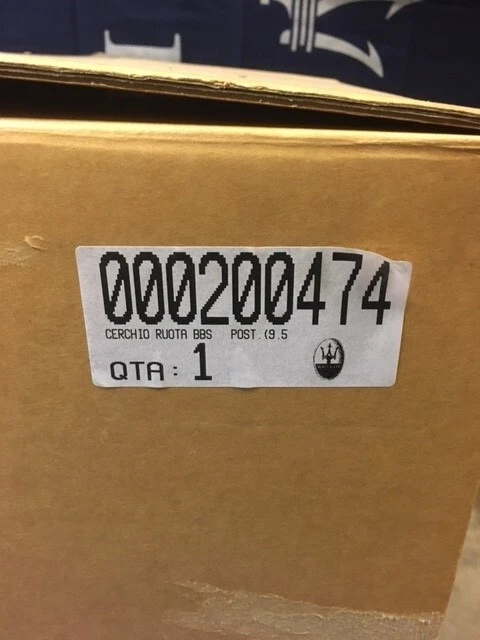 000200474
CERCHIO RUOTA BBS POST.(9.5
QTA: 1